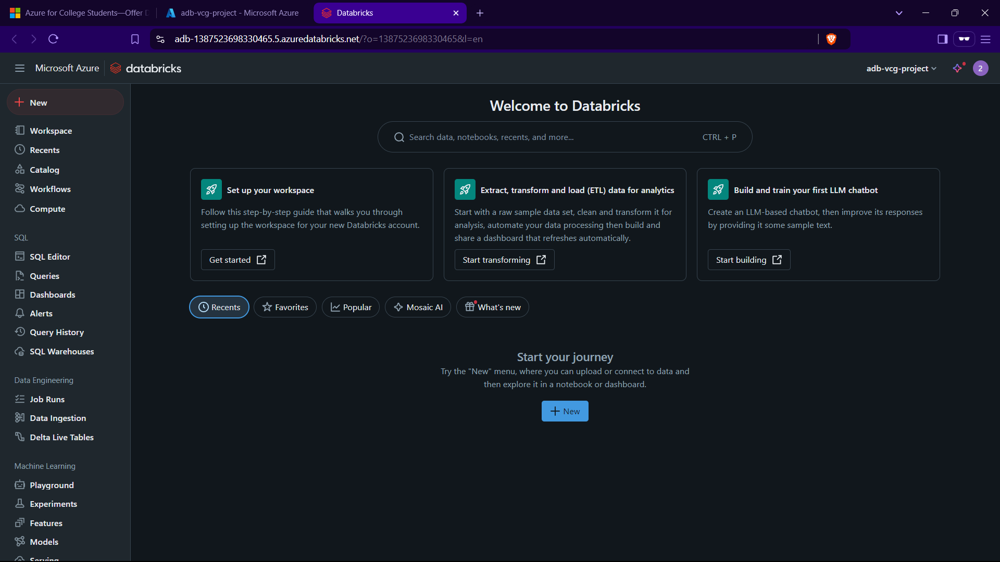 Azure for College Students—Offer D
adb-vcg-project - Microsoft Azure
Databricks
adb-1387523698330465.5.azuredatabricks.net/?o=1387523698330465&l=en
Microsoft Azure
databricks
adb-vcg-project
2
New
Workspace
Recents
Catalog
Workflows
Compute
SQL
SQL Editor
Queries
Dashboards
Alerts
Query History
SQL Warehouses
Data Engineering
Job Runs
Data Ingestion
Delta Live Tables
Machine Learning
Playground
Experiments
Features
Models
Serving
Welcome to Databricks
Search data, notebooks, recents, and more...
CTRL + P
Set up your workspace
Follow this step-by-step guide that walks you through
setting up the workspace for your new Databricks account.
Get started
Extract, transform and load (ETL) data for analytics
Start with a raw sample data set, clean and transform it for
analysis, automate your data processing then build and
share a dashboard that refreshes automatically.
Start transforming
Build and train your first LLM chatbot
Create an LLM-based chatbot, then improve its responses
by providing it some sample text.
Start building
Recents
Favorites
Popular
Mosaic AI
What's new
Start your journey
Try the "New" menu, where you can upload or connect to data and
then explore it in a notebook or dashboard.
New